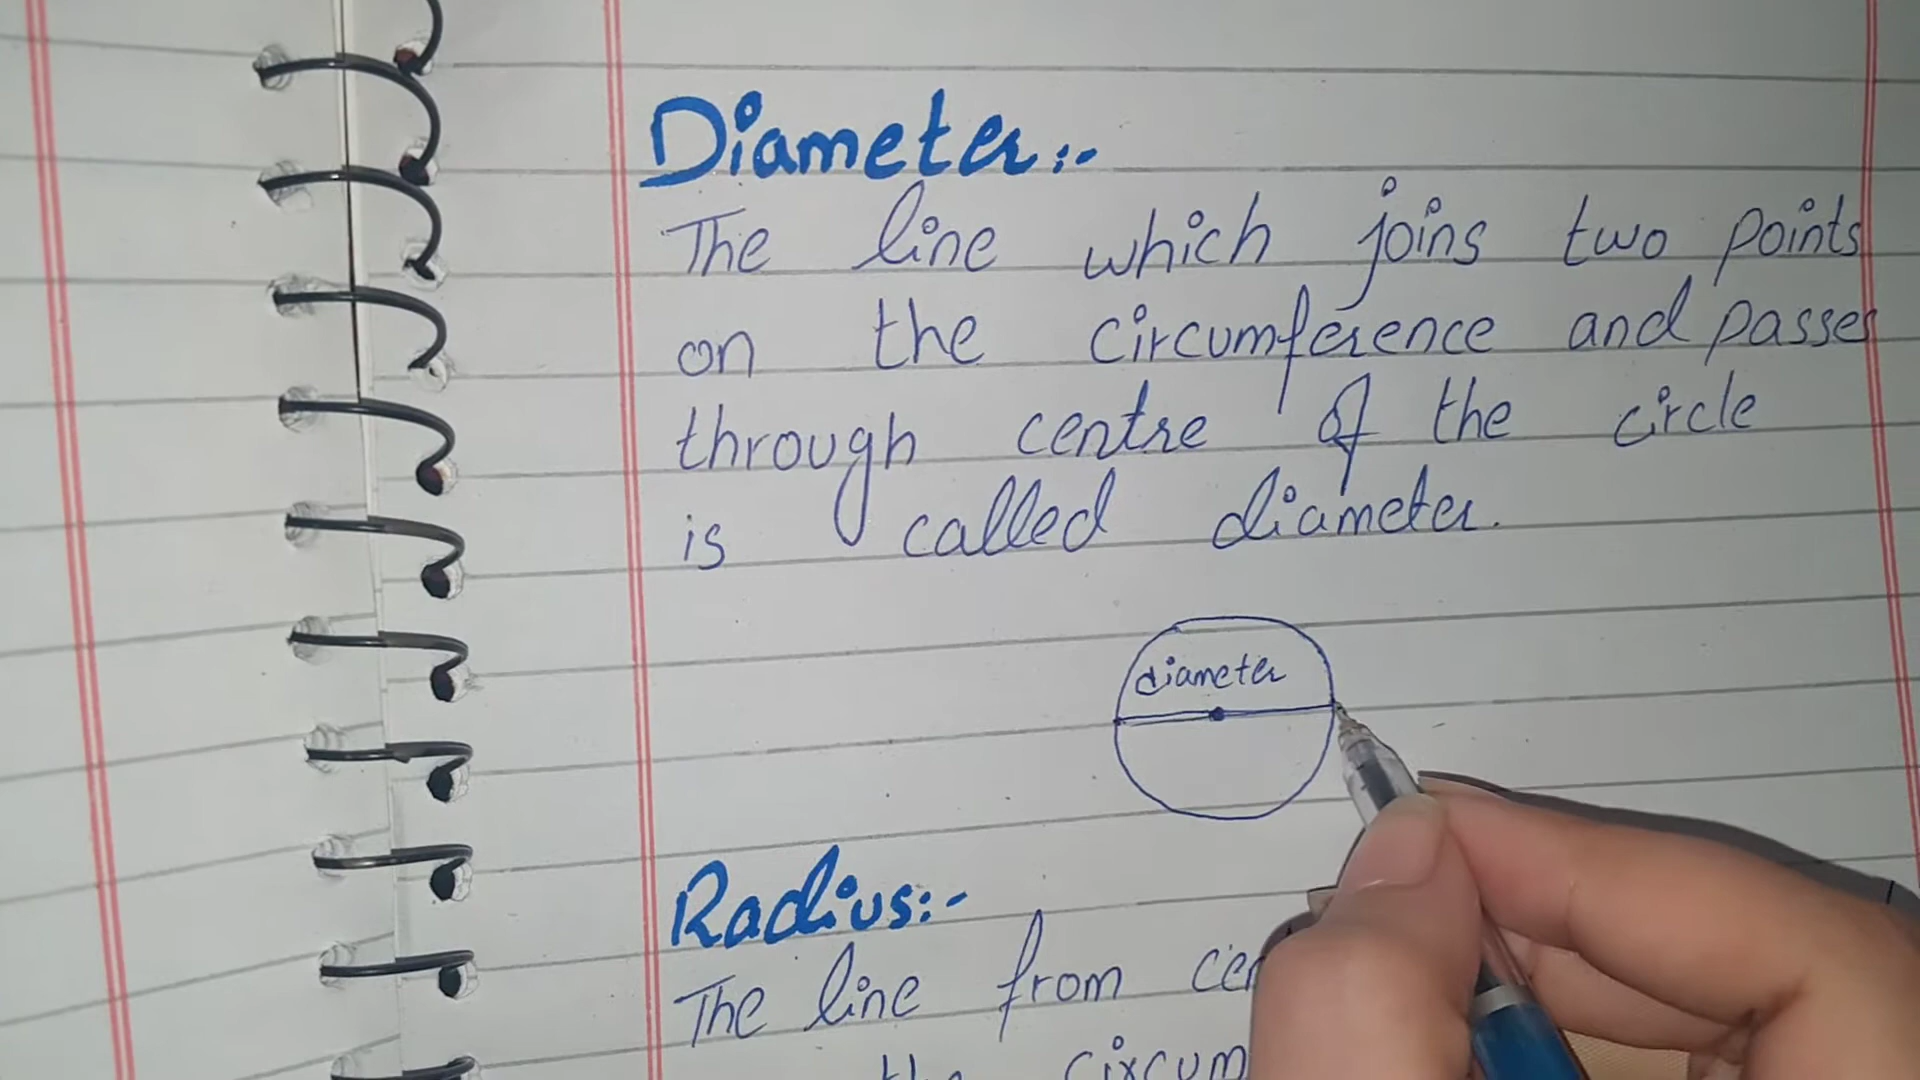 Diameter:-
The line which joins two points
on the circumference and passes
through centre of the circle
is called diameter.
diameter
Radius:-
The line from
the